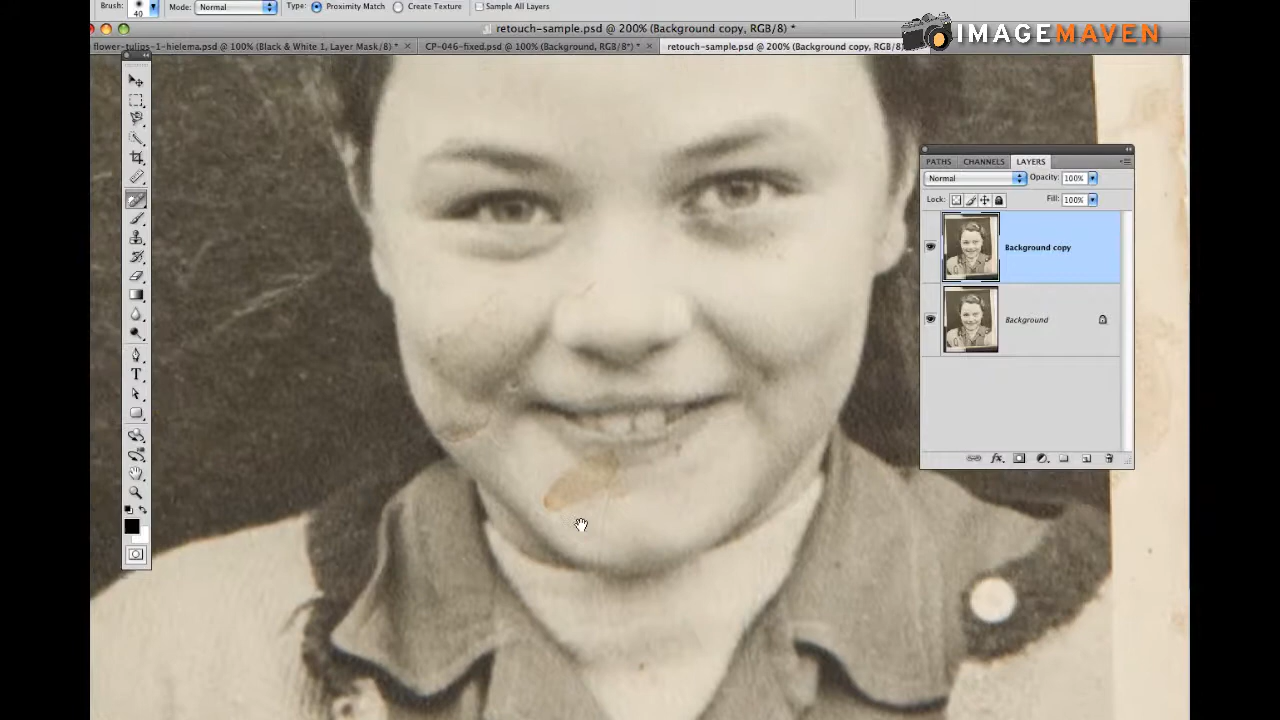 Brush: 40 Mode: Normal Type: Proximity Match Create Texture Sample All Layers
retouch-sample.psd @ 200% (Background copy, RGB/8) *
IMAGEMAVEN
flower-tulips-1-hielema.psd @ 100% (Black & White 1, Layer Mask/8) * CP-046-fixed.psd @ 100% (Background, RGB/8*) * retouch-sample.psd @ 200% (Background copy, RGB/8)
PATHS CHANNELS LAYERS
Normal Opacity: 100%
Lock: Fill: 100%
Background copy
Background
T
fx